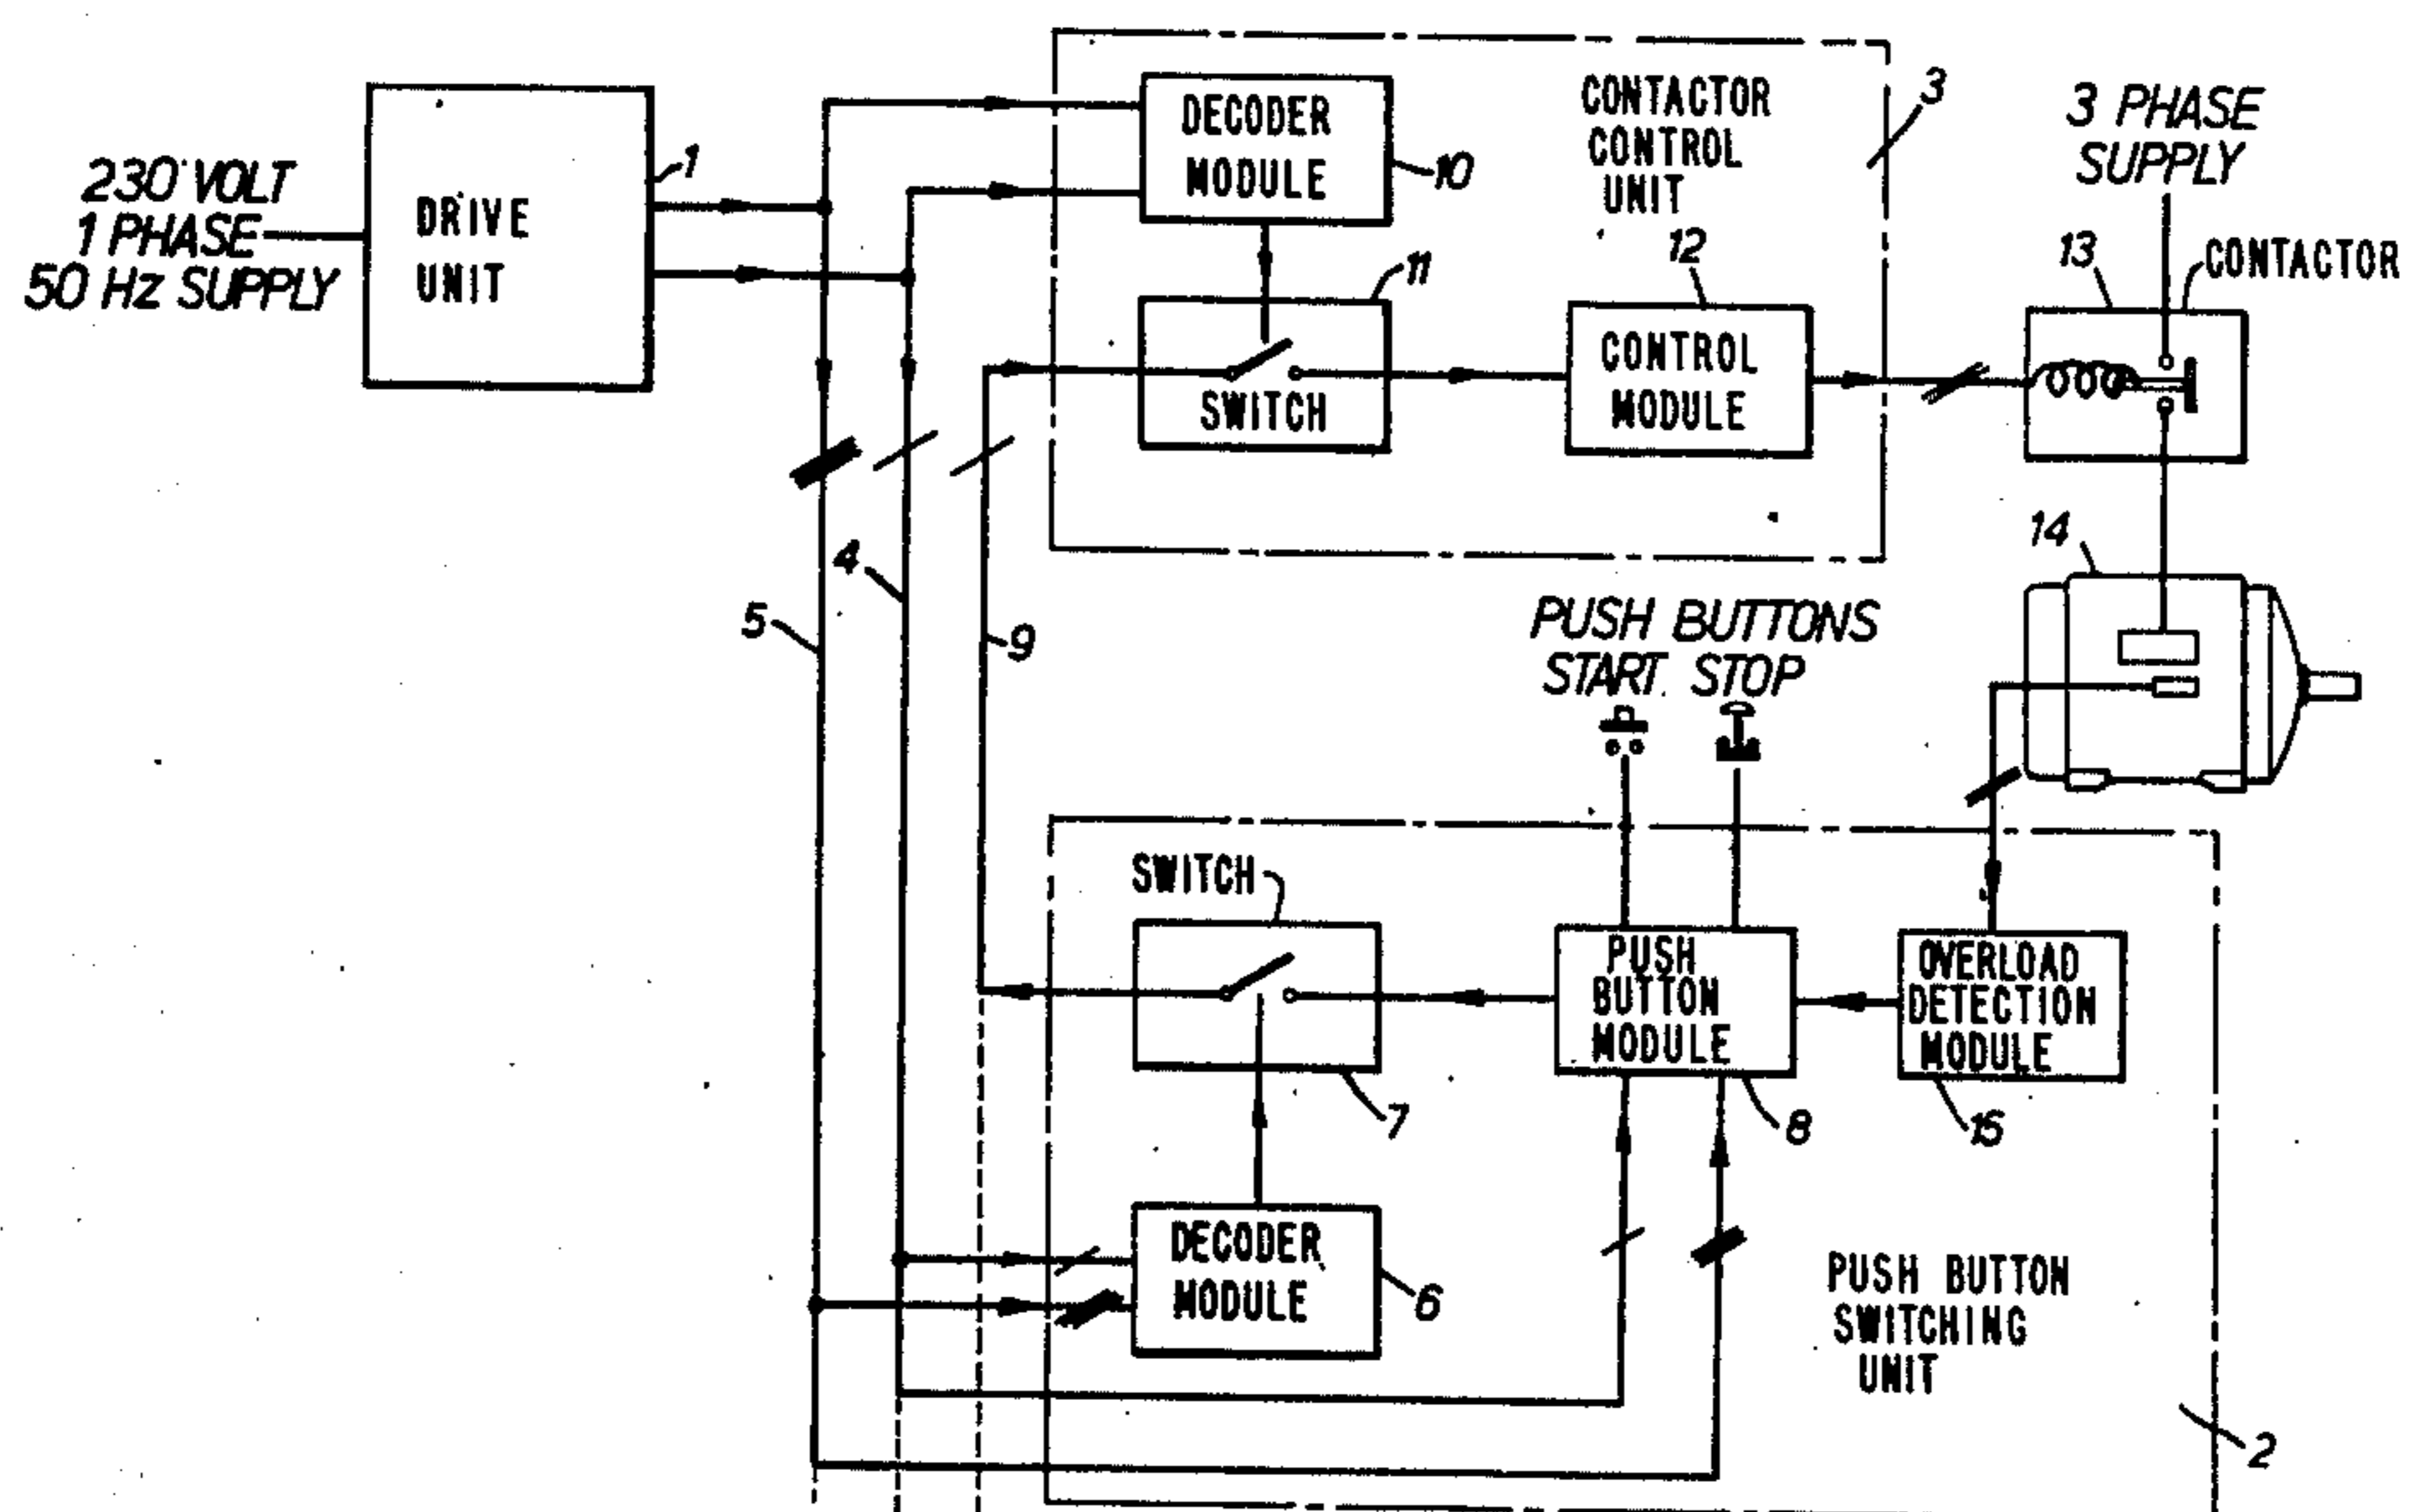 230 VOLT
1 PHASE
50 Hz SUPPLY
DRIVE
UNIT
1
DECODER
MODULE
10
CONTACTOR
CONTROL
UNIT
3
3 PHASE
SUPPLY
11
SWITCH
12
CONTROL
MODULE
13
CONTACTOR
14
5
4
9
PUSH BUTTONS
START STOP
SWITCH
7
PUSH
BUTTON
MODULE
8
OVERLOAD
DETECTION
MODULE
15
DECODER
MODULE
6
PUSH BUTTON
SWITCHING
UNIT
2